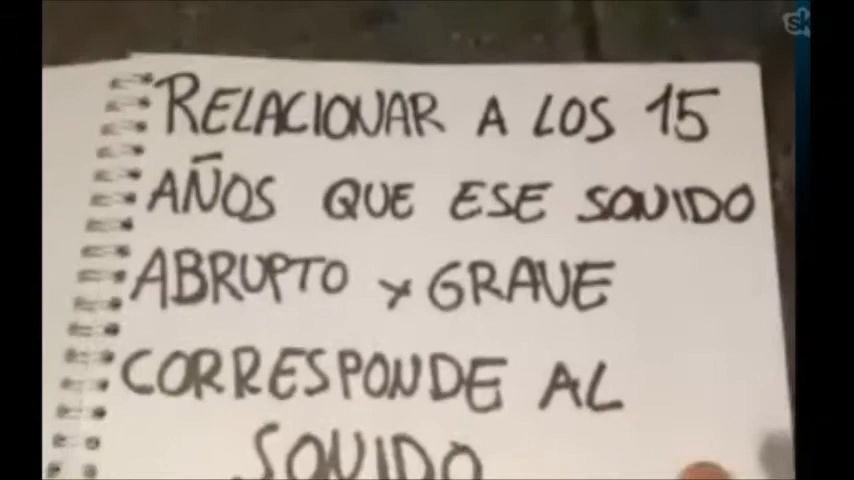 RELACIONAR A LOS 15
AÑOS QUE ESE SONIDO
ABRUPTO Y GRAVE
CORRESPONDE AL
SONIDO